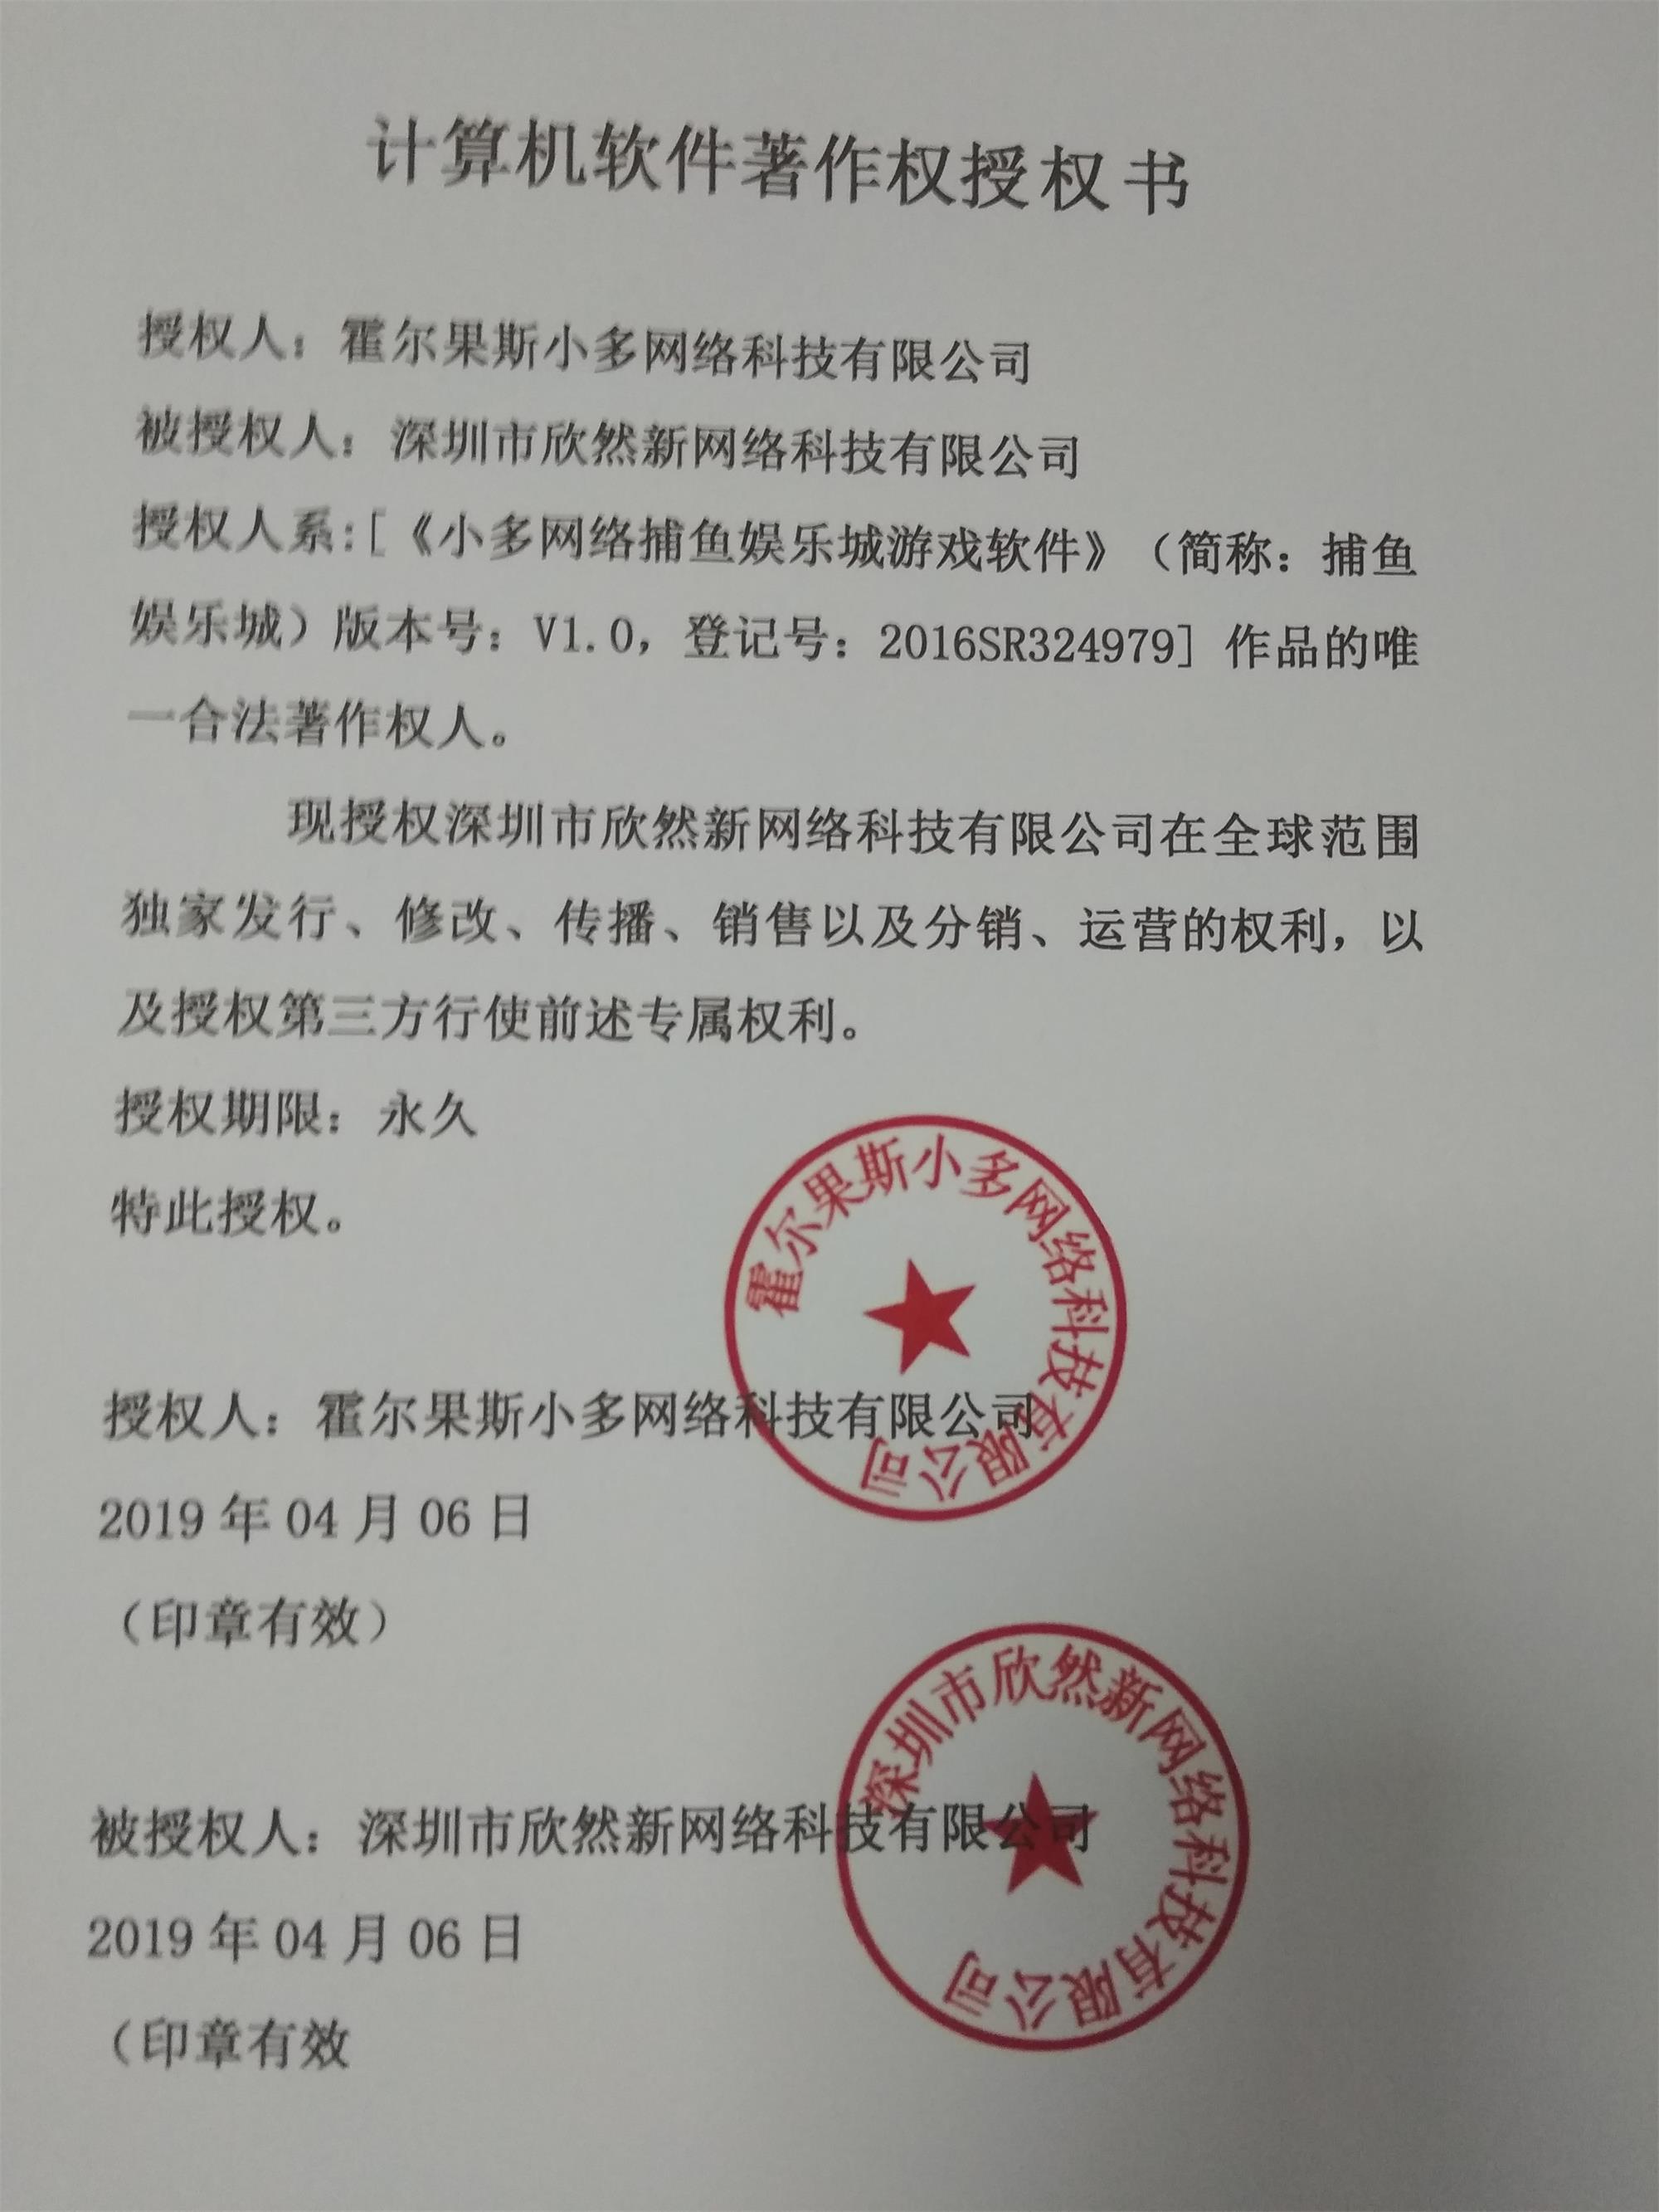 计算机软件著作权授权书
授权人：霍尔果斯小多网络科技有限公司
被授权人：深圳市欣然新网络科技有限公司
授权人系:[《小多网络捕鱼娱乐城游戏软件》（简称：捕鱼
娱乐城）版本号：V1.0，登记号：2016SR324979] 作品的唯
一合法著作权人。
现授权深圳市欣然新网络科技有限公司在全球范围
独家发行、修改、传播、销售以及分销、运营的权利，以
及授权第三方行使前述专属权利。
授权期限：永久
特此授权。
霍尔果斯小多网络科技有限公司
授权人：霍尔果斯小多网络科技有限公司
2019 年 04 月 06 日
（印章有效）
深圳市欣然新网络科技有限公司
被授权人：深圳市欣然新网络科技有限公司
2019 年 04 月 06 日
（印章有效